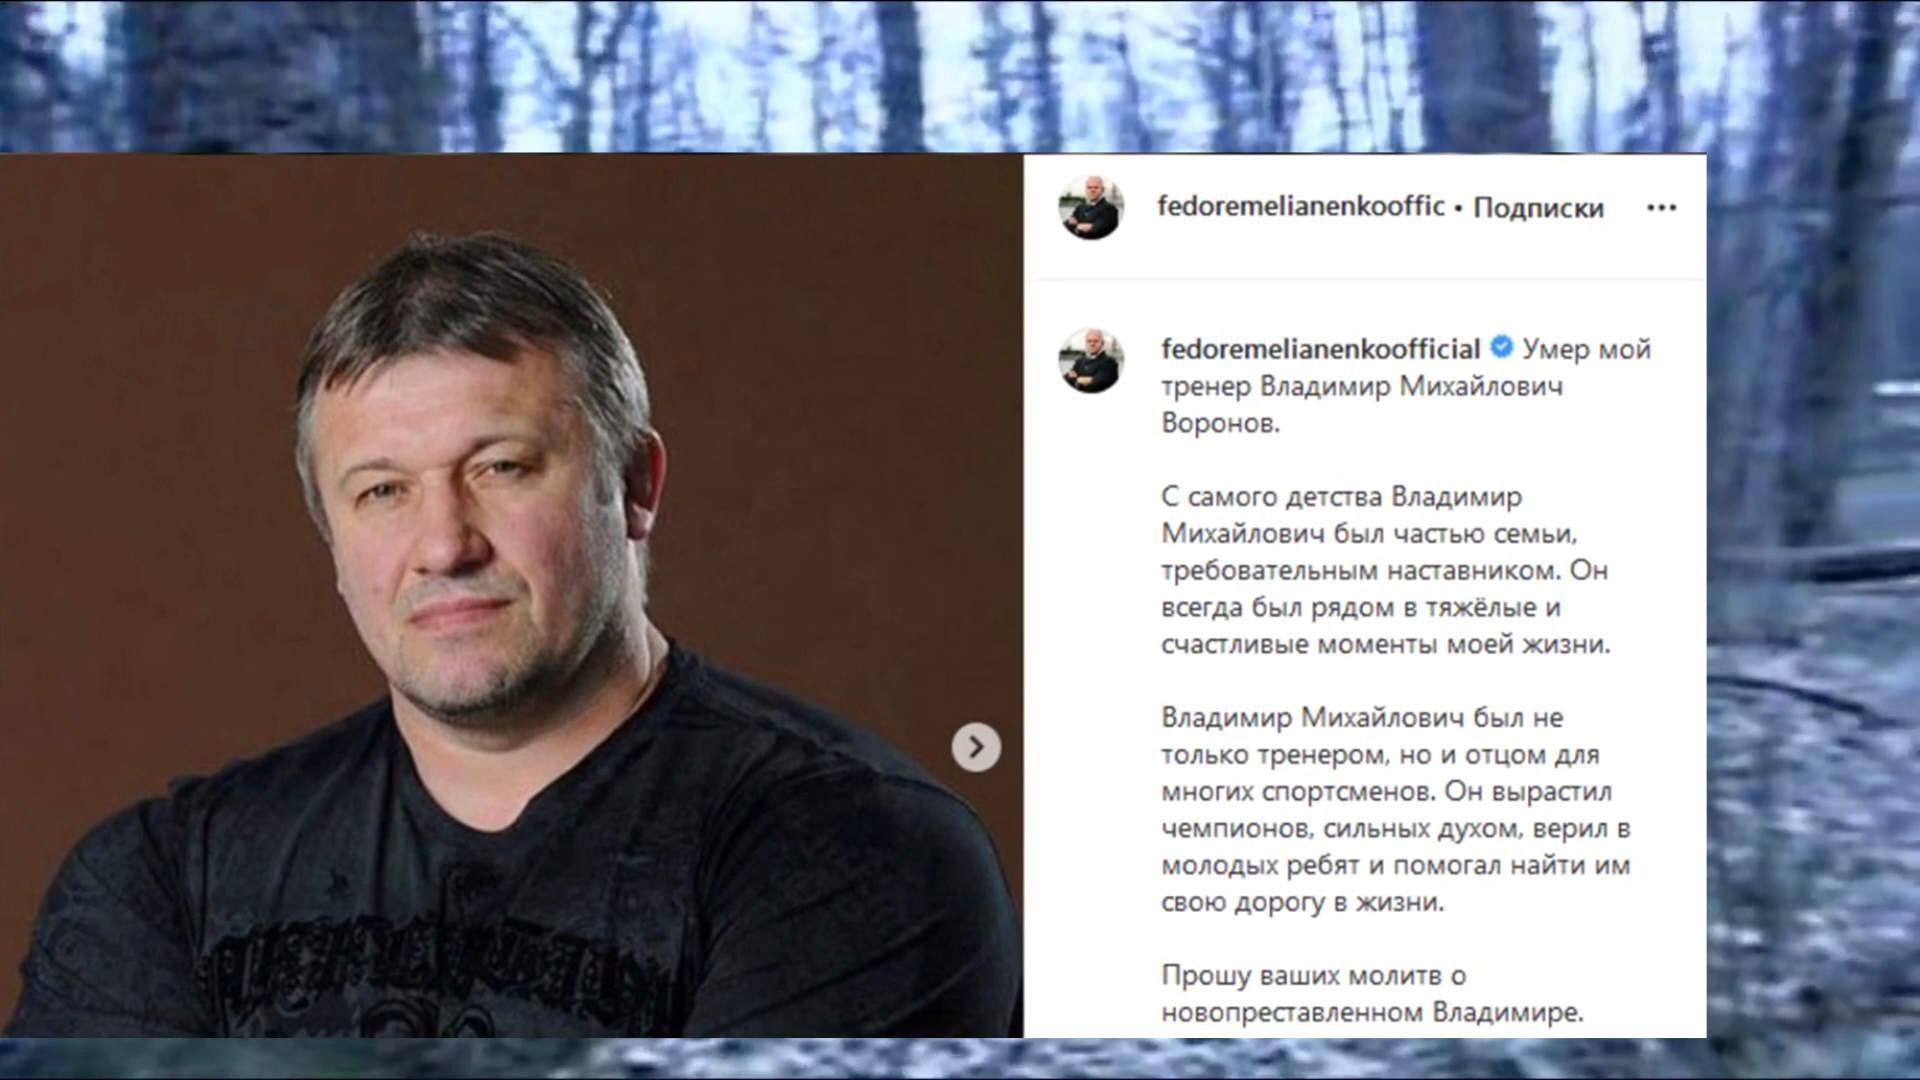 fedoremelianenkooffic • Подписки •••
fedoremelianenkoofficial Умер мой
тренер Владимир Михайлович
Воронов.
С самого детства Владимир
Михайлович был частью семьи,
требовательным наставником. Он
всегда был рядом в тяжёлые и
счастливые моменты моей жизни.
Владимир Михайлович был не
только тренером, но и отцом для
многих спортсменов. Он вырастил
чемпионов, сильных духом, верил в
молодых ребят и помогал найти им
свою дорогу в жизни.
Прошу ваших молитв о
новопреставленном Владимире.